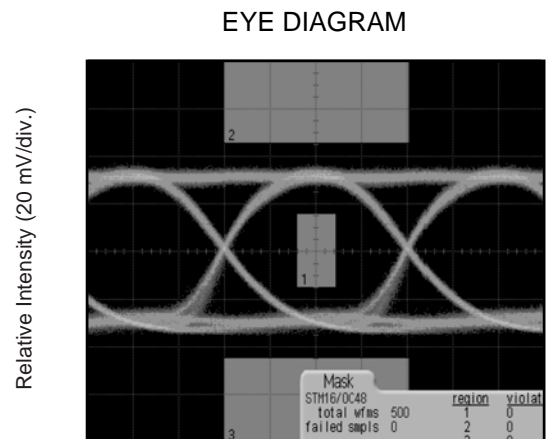 EYE DIAGRAM
Relative Intensity (20 mV/div.)
2
1
3
Mask
STM16/OC48 region violat
total wfms 500 1 0
failed smpls 0 2 0
3 0